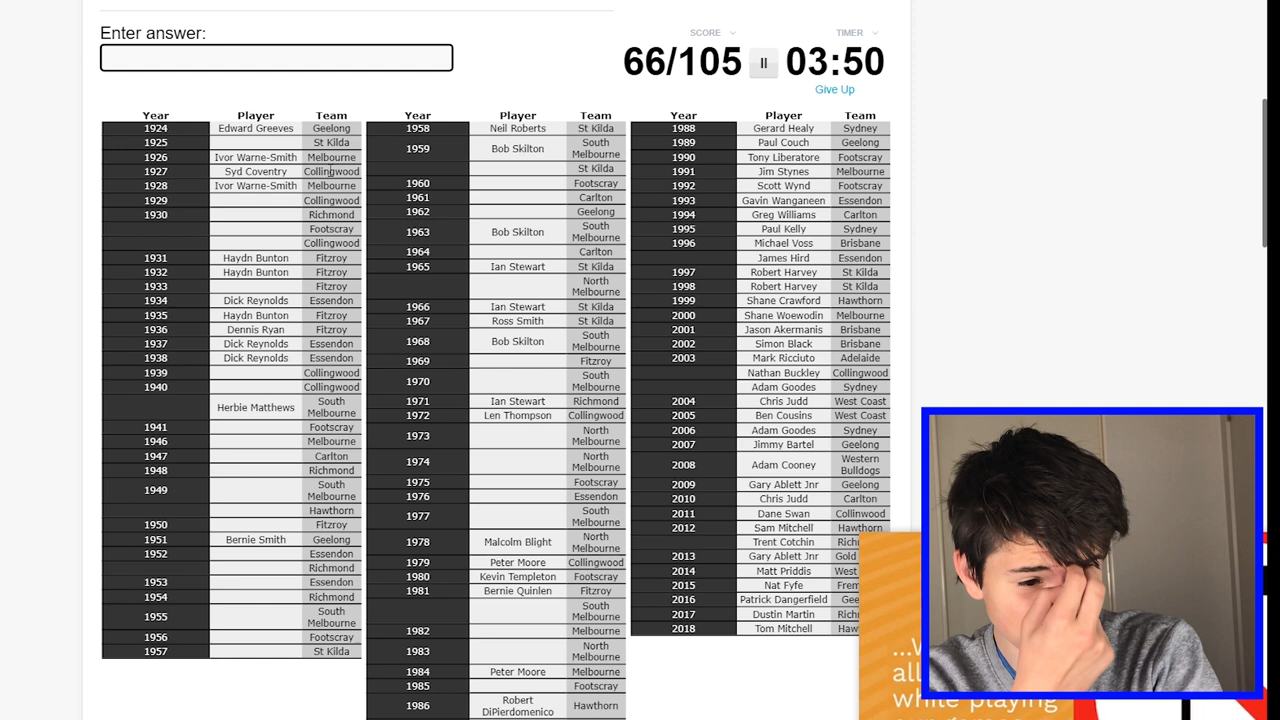 Enter answer:
SCORE
TIMER
66/105
03:50
Give Up
Year Player Team
1924 Edward Greeves Geelong
1925 St Kilda
1926 Ivor Warne-Smith Melbourne
1927 Syd Coventry Collingwood
1928 Ivor Warne-Smith Melbourne
1929 Collingwood
1930 Richmond
Footscray
Collingwood
1931 Haydn Bunton Fitzroy
1932 Haydn Bunton Fitzroy
1933 Fitzroy
1934 Dick Reynolds Essendon
1935 Haydn Bunton Fitzroy
1936 Dennis Ryan Fitzroy
1937 Dick Reynolds Essendon
1938 Dick Reynolds Essendon
1939 Collingwood
1940 Collingwood
Herbie Matthews South
Melbourne
1941 Footscray
1946 Melbourne
1947 Carlton
1948 Richmond
1949 South
Melbourne
Hawthorn
1950 Fitzroy
1951 Bernie Smith Geelong
1952 Essendon
Richmond
1953 Essendon
1954 Richmond
1955 South
Melbourne
1956 Footscray
1957 St Kilda
Year Player Team
1958 Neil Roberts St Kilda
1959 Bob Skilton South
Melbourne
St Kilda
1960 Footscray
1961 Carlton
1962 Geelong
1963 Bob Skilton South
Melbourne
1964 Carlton
1965 Ian Stewart St Kilda
North
Melbourne
1966 Ian Stewart St Kilda
1967 Ross Smith St Kilda
1968 Bob Skilton South
Melbourne
1969 Fitzroy
1970 South
Melbourne
1971 Ian Stewart Richmond
1972 Len Thompson Collingwood
1973 North
Melbourne
1974 North
Melbourne
1975 Footscray
1976 Essendon
1977 South
Melbourne
1978 Malcolm Blight North
Melbourne
1979 Peter Moore Collingwood
1980 Kevin Templeton Footscray
1981 Bernie Quinlen Fitzroy
South
Melbourne
1982 Melbourne
1983 North
Melbourne
1984 Peter Moore Melbourne
1985 Footscray
1986 Robert
DiPierdomenico Hawthorn
Year Player Team
1988 Gerard Healy Sydney
1989 Paul Couch Geelong
1990 Tony Liberatore Footscray
1991 Jim Stynes Melbourne
1992 Scott Wynd Footscray
1993 Gavin Wanganeen Essendon
1994 Greg Williams Carlton
1995 Paul Kelly Sydney
1996 Michael Voss Brisbane
James Hird Essendon
1997 Robert Harvey St Kilda
1998 Robert Harvey St Kilda
1999 Shane Crawford Hawthorn
2000 Shane Woewodin Melbourne
2001 Jason Akermanis Brisbane
2002 Simon Black Brisbane
2003 Mark Ricciuto Adelaide
Nathan Buckley Collingwood
Adam Goodes Sydney
2004 Chris Judd West Coast
2005 Ben Cousins West Coast
2006 Adam Goodes Sydney
2007 Jimmy Bartel Geelong
2008 Adam Cooney Western
Bulldogs
2009 Gary Ablett Jnr Geelong
2010 Chris Judd Carlton
2011 Dane Swan Collinwood
2012 Sam Mitchell Hawthorn
Trent Cotchin Rich
2013 Gary Ablett Jnr Gold
2014 Matt Priddis West
2015 Nat Fyfe Frem
2016 Patrick Dangerfield Gee
2017 Dustin Martin Rich
2018 Tom Mitchell Haw
all
while playing